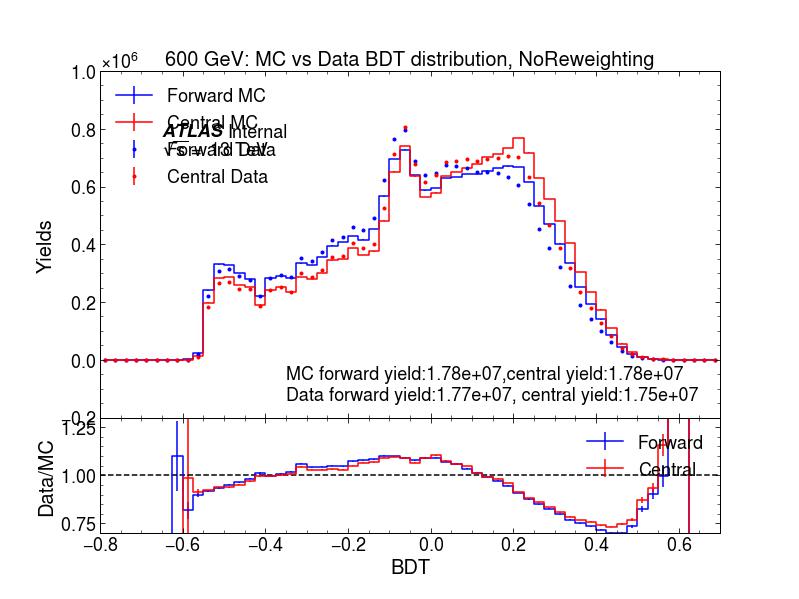 600 GeV: MC vs Data BDT distribution, NoReweighting
×10⁶
1.0
0.8
0.6
0.4
0.2
0.0
0.2
Yields
Forward MC
Central MC
ATLAS Internal
Forward Data
√s = 13 TeV
Central Data
MC forward yield:1.78e+07,central yield:1.78e+07
Data forward yield:1.77e+07, central yield:1.75e+07
1.25
1.00
0.75
Data/MC
Forward
Central
−0.8 −0.6 −0.4 −0.2 0.0 0.2 0.4 0.6
BDT